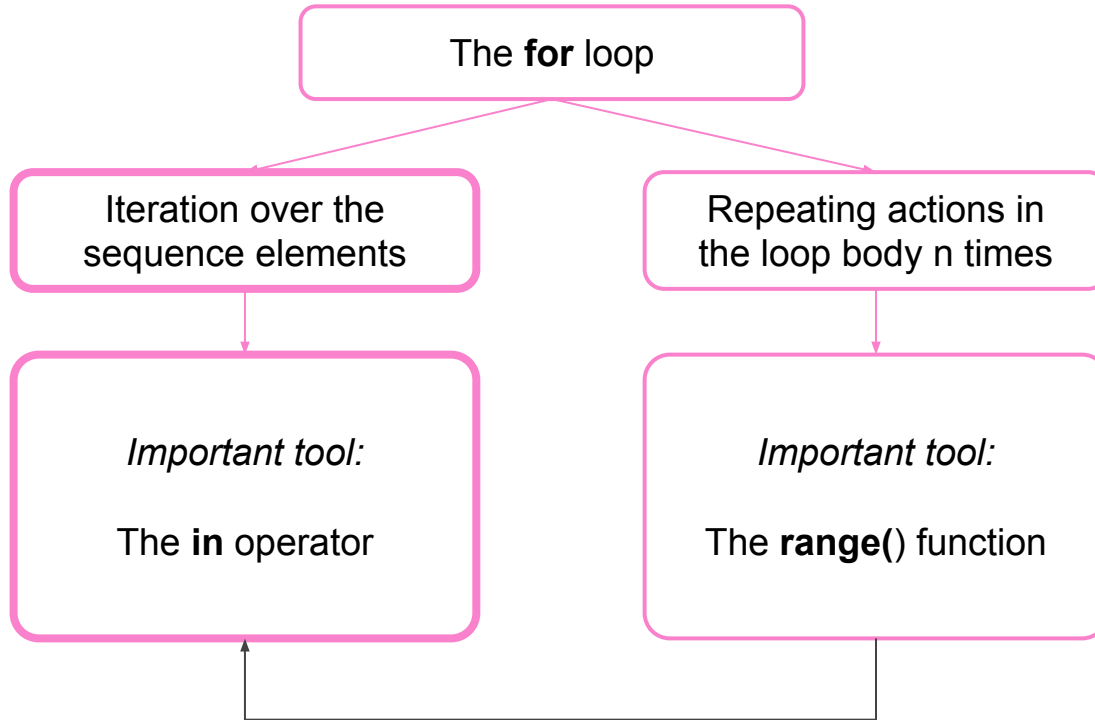 The for loop
Iteration over the
sequence elements
Repeating actions in
the loop body n times
Important tool:
The in operator
Important tool:
The range() function